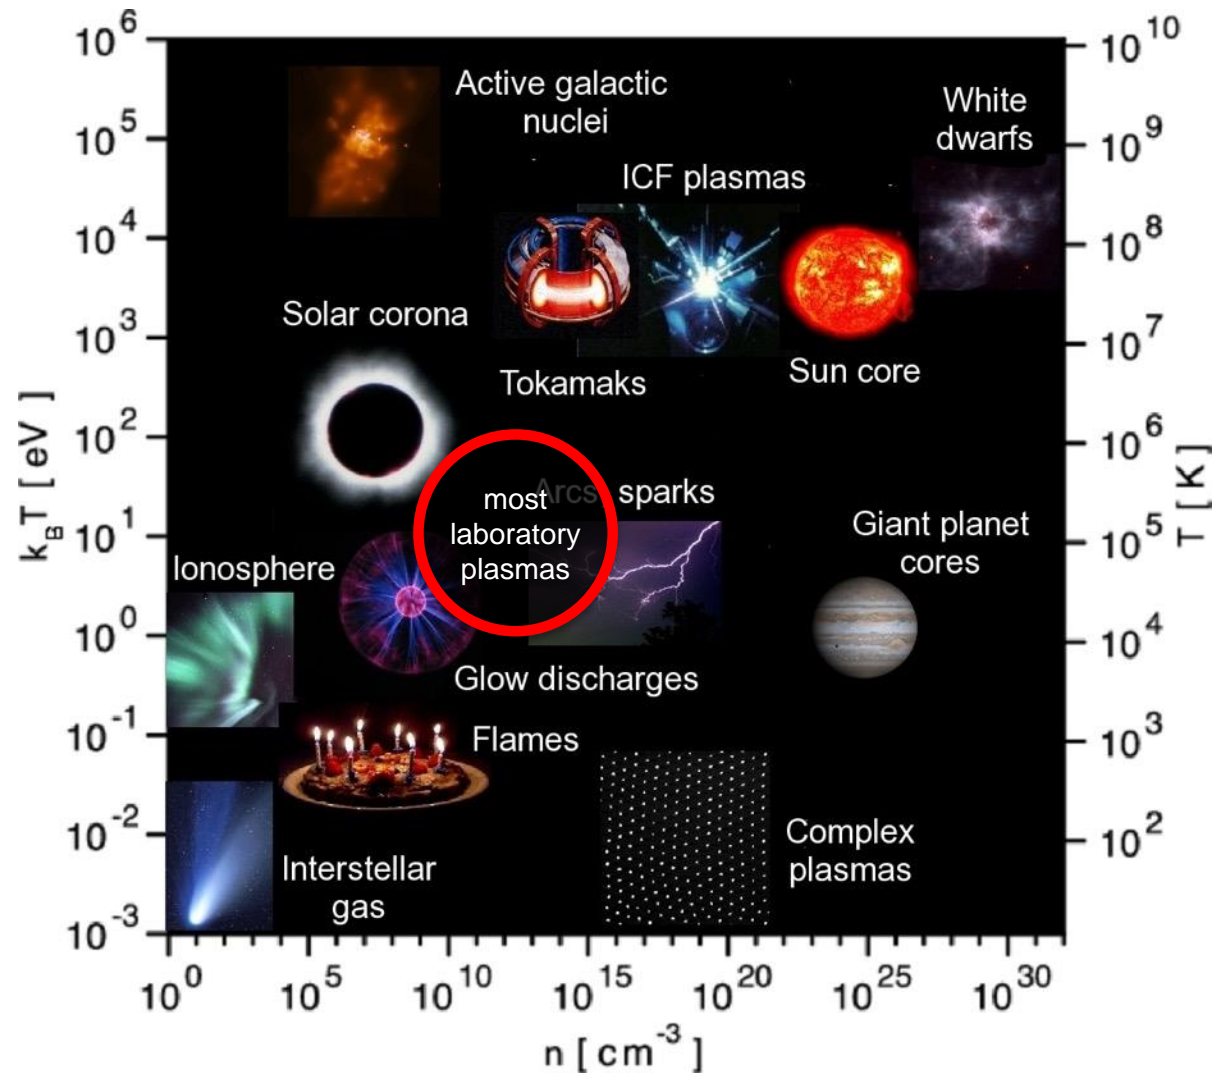 10^6
10^5
10^4
10^3
10^2
10^1
10^0
10^-1
10^-2
10^-3
k_BT [ eV ]
Active galactic
nuclei
White
dwarfs
ICF plasmas
Solar corona
Tokamaks
Sun core
Arcs sparks
most
laboratory
plasmas
Giant planet
cores
Ionosphere
Glow discharges
Flames
Complex
plasmas
Interstellar
gas
10^10
10^9
10^8
10^7
10^6
10^5
10^4
10^3
10^2
T [ K ]
10^0
10^5
10^10
10^15
10^20
10^25
10^30
n [ cm^-3 ]